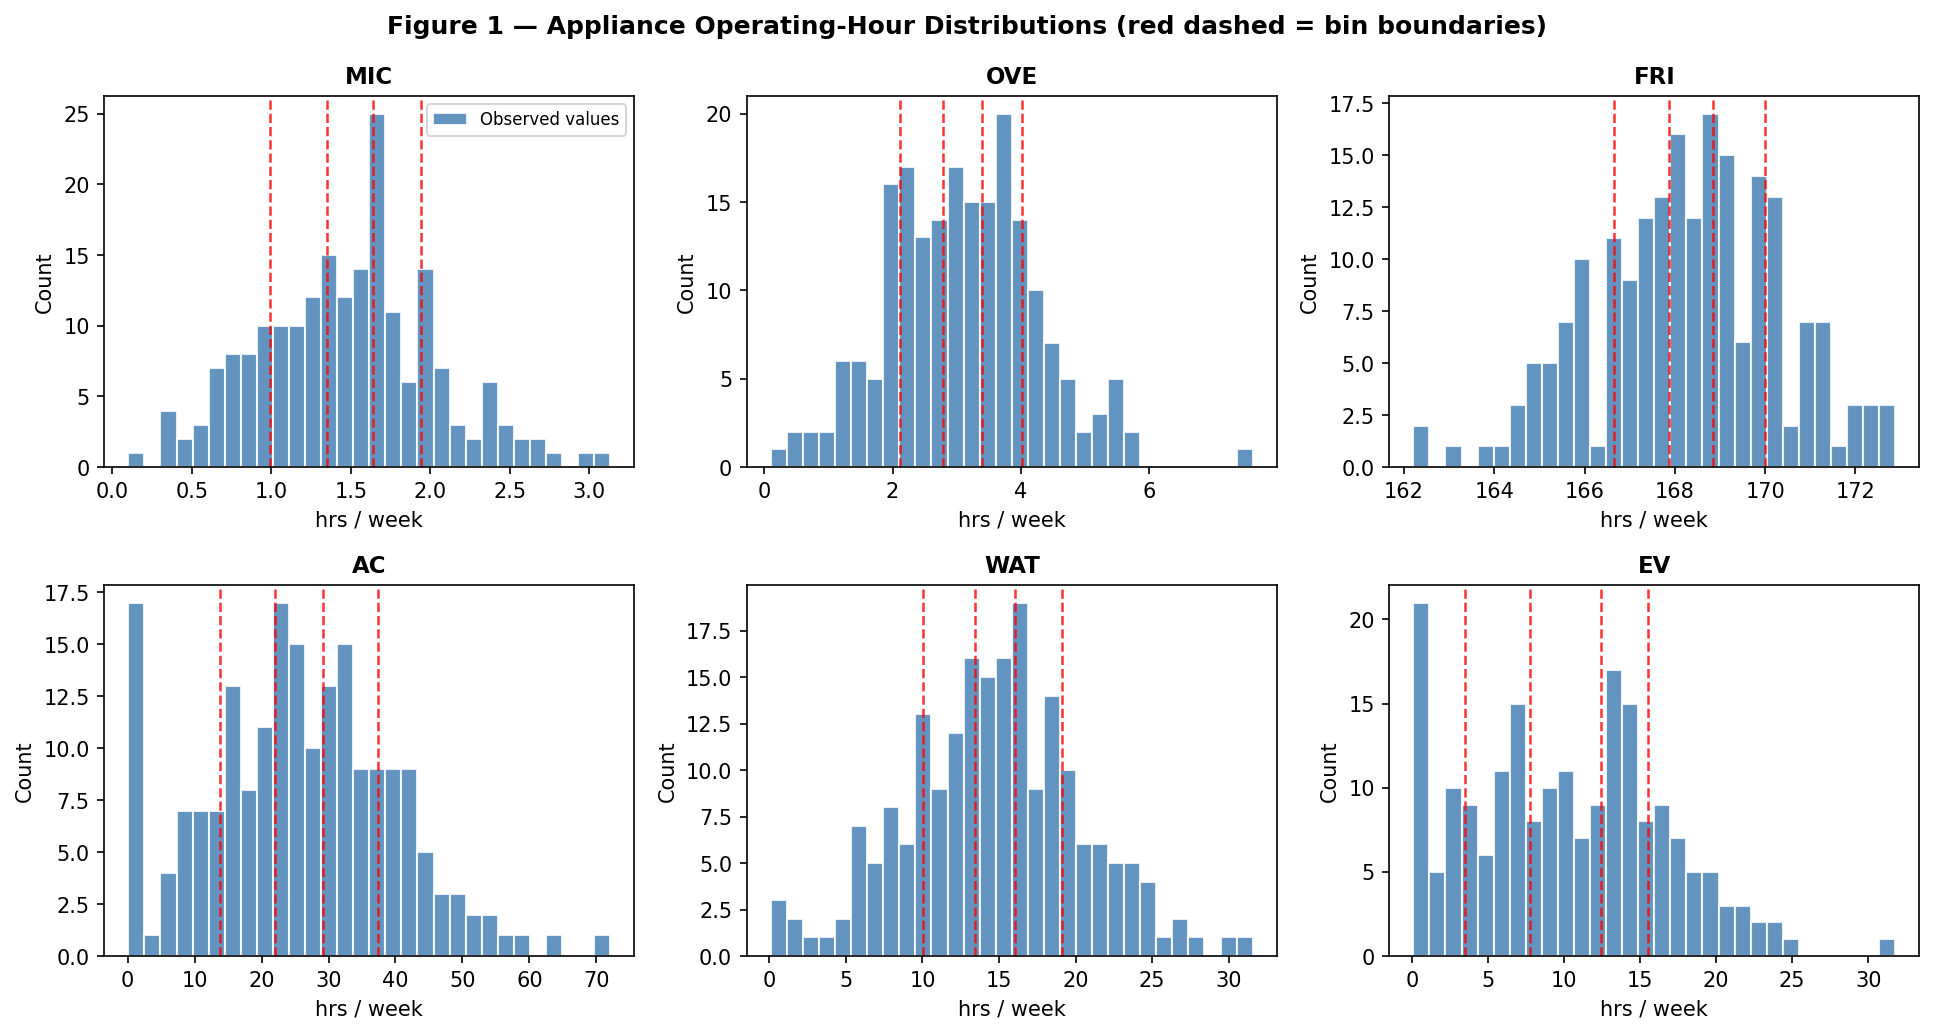 Figure 1 — Appliance Operating-Hour Distributions (red dashed = bin boundaries)
MIC
25
20
15
10
5
0
Count
Observed values
0.0 0.5 1.0 1.5 2.0 2.5 3.0
hrs / week
OVE
20
15
10
5
0
Count
0 2 4 6
hrs / week
FRI
17.5
15.0
12.5
10.0
7.5
5.0
2.5
0.0
Count
162 164 166 168 170 172
hrs / week
AC
17.5
15.0
12.5
10.0
7.5
5.0
2.5
0.0
Count
0 10 20 30 40 50 60 70
hrs / week
WAT
17.5
15.0
12.5
10.0
7.5
5.0
2.5
0.0
Count
0 5 10 15 20 25 30
hrs / week
EV
20
15
10
5
0
Count
0 5 10 15 20 25 30
hrs / week